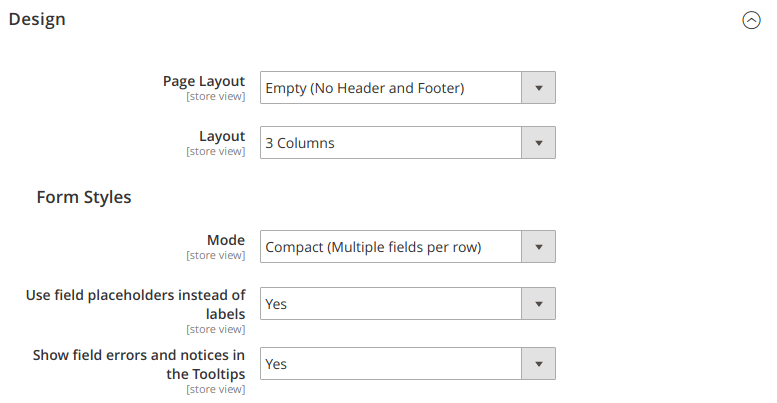 Design
Page Layout
[store view]
Empty (No Header and Footer)
Layout
[store view]
3 Columns
Form Styles
Mode
[store view]
Compact (Multiple fields per row)
Use field placeholders instead of
labels
[store view]
Yes
Show field errors and notices in
the Tooltips
[store view]
Yes